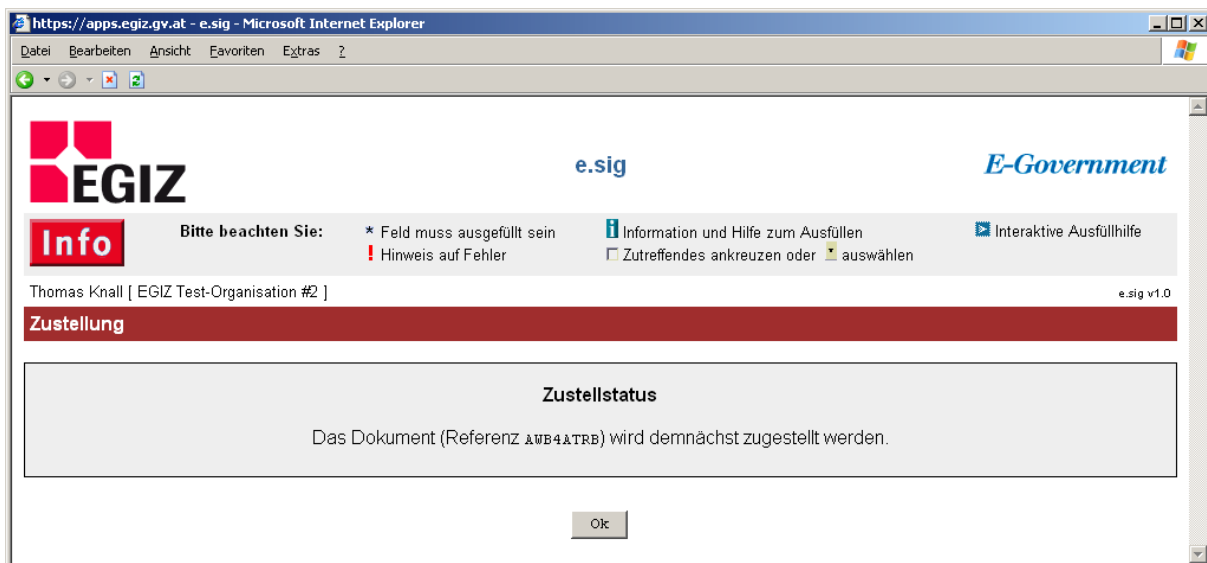 https://apps.egiz.gv.at - e.sig - Microsoft Internet Explorer
Datei Bearbeiten Ansicht Favoriten Extras ?
EGIZ
e.sig
E-Government
Info
Bitte beachten Sie:
* Feld muss ausgefüllt sein
! Hinweis auf Fehler
i Information und Hilfe zum Ausfüllen
Zutreffendes ankreuzen oder * auswählen
Interaktive Ausfüllhilfe
Thomas Knall [ EGIZ Test-Organisation #2 ]
e.sig v1.0
Zustellung
Zustellstatus
Das Dokument (Referenz AWB4ATRB) wird demnächst zugestellt werden.
Ok